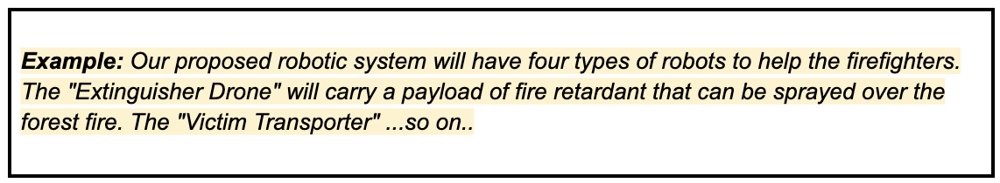 Example: Our proposed robotic system will have four types of robots to help the firefighters.
The "Extinguisher Drone" will carry a payload of fire retardant that can be sprayed over the
forest fire. The "Victim Transporter" ...so on..